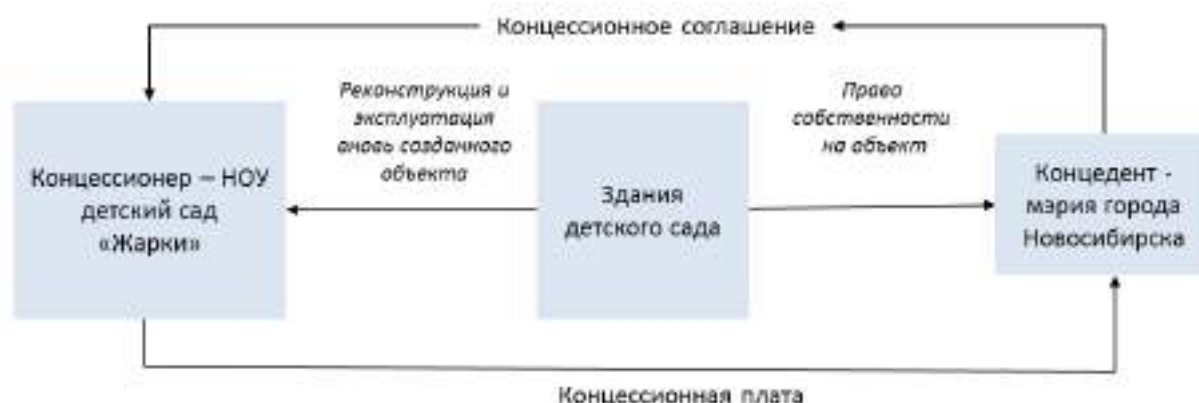 Концессионное соглашение
Реконструкция и
эксплуатация
вновь созданного
объекта
Право
собственности
на объект
Концессионер – НОУ
детский сад
«Жарки»
Здания
детского сада
Концедент -
мэрия города
Новосибирска
Концессионная плата